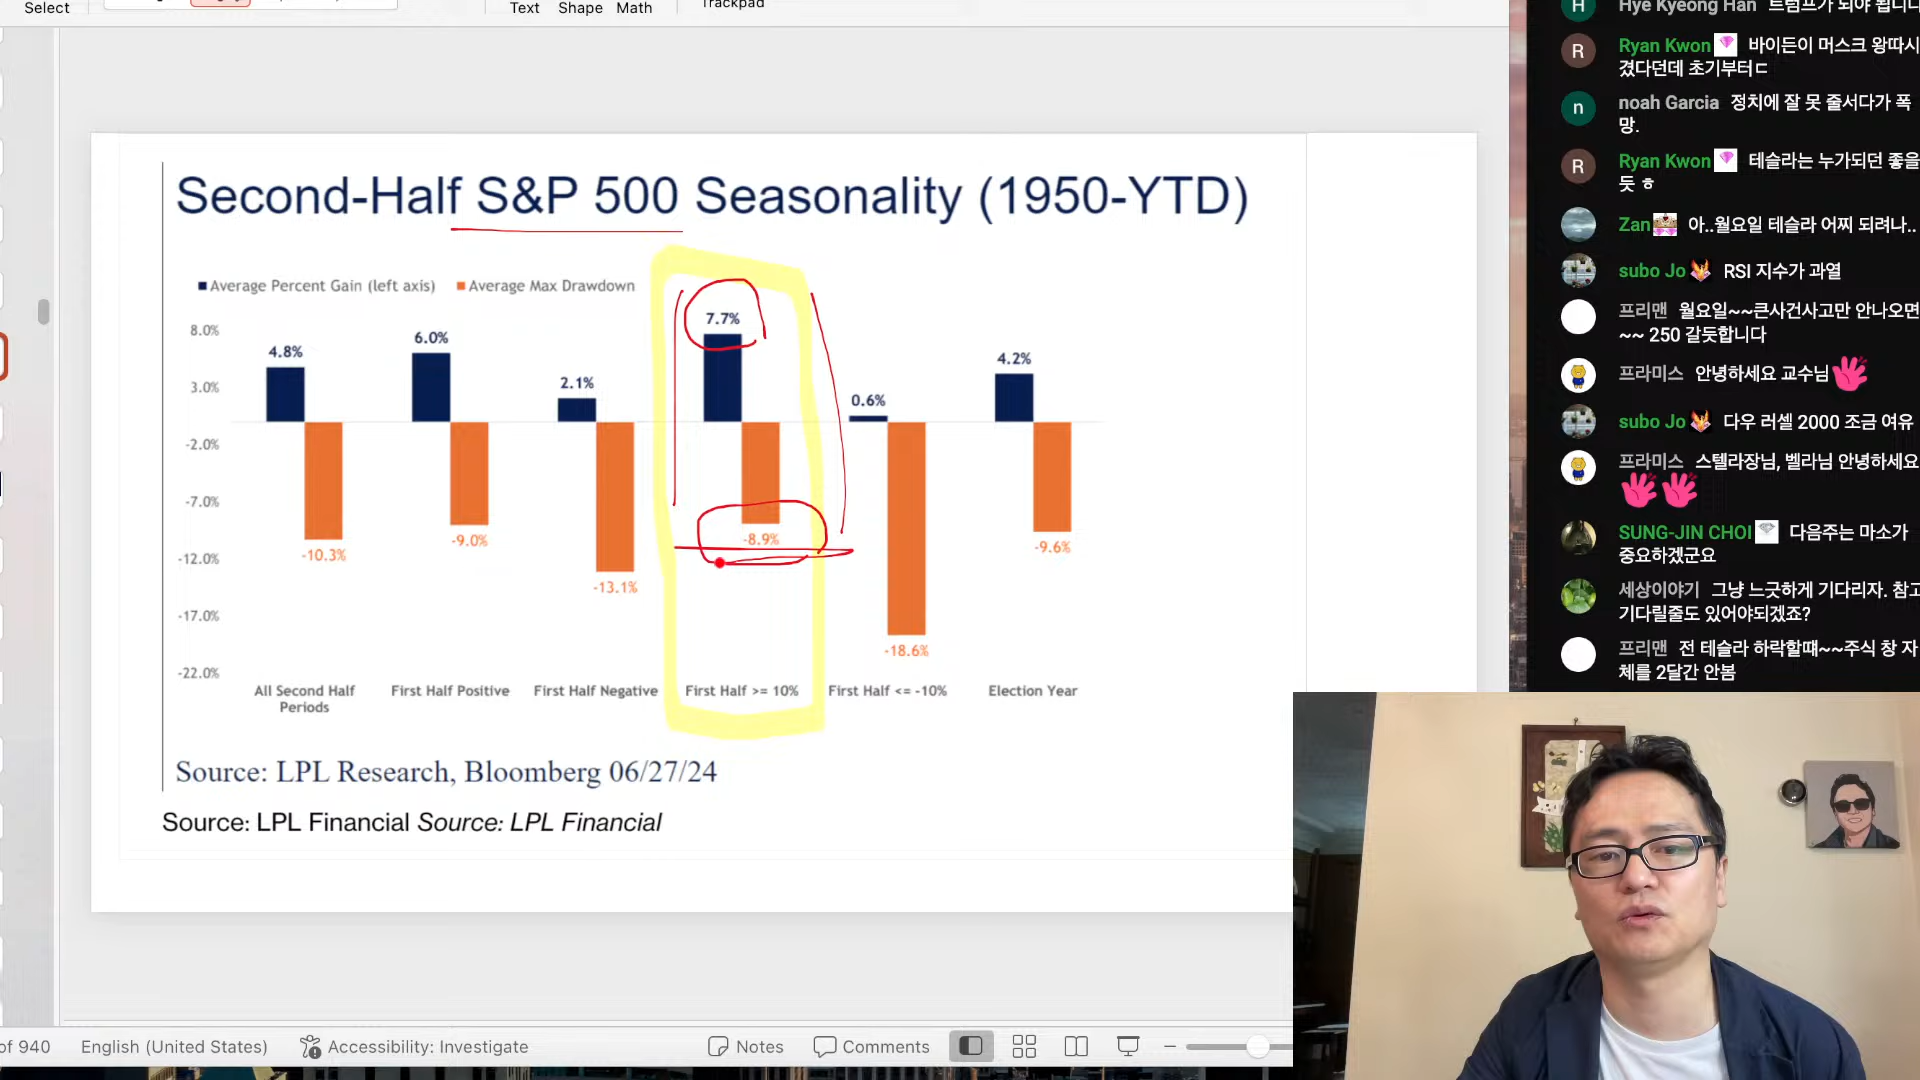 Select
Text Shape Math
Trackpad
Second-Half S&P 500 Seasonality (1950-YTD)
Average Percent Gain (left axis) Average Max Drawdown
8.0%
3.0%
-2.0%
-7.0%
-12.0%
-17.0%
-22.0%
4.8%
-10.3%
6.0%
-9.0%
2.1%
-13.1%
7.7%
-8.9%
0.6%
-18.6%
4.2%
-9.6%
All Second Half
Periods
First Half Positive
First Half Negative
First Half >= 10%
First Half <= -10%
Election Year
Source: LPL Research, Bloomberg 06/27/24
Source: LPL Financial Source: LPL Financial
of 940 English (United States) Accessibility: Investigate Notes Comments
H Hye Kyeong Han 트럼프가 되야 됩니다
R Ryan Kwon 바이든이 머스크 왕따시
겼다던데 초기부터ㄷ
n noah Garcia 정치에 잘 못 줄서다가 폭
망.
R Ryan Kwon 테슬라는 누가되던 좋을
듯 ㅎ
Zan 아..월요일 테슬라 어찌 되려나..
subo Jo RSI 지수가 과열
프리맨 월요일~~큰사건사고만 안나오면
~~ 250 갈듯합니다
프라미스 안녕하세요 교수님
subo Jo 다우 러셀 2000 조금 여유
프라미스 스텔라장님, 벨라님 안녕하세요
SUNG-JIN CHOI 다음주는 마소가
중요하겠군요
세상이야기 그냥 느긋하게 기다리자. 참고
기다릴줄도 있어야되겠죠?
프리맨 전 테슬라 하락할떄~~주식 창 자
체를 2달간 안봄